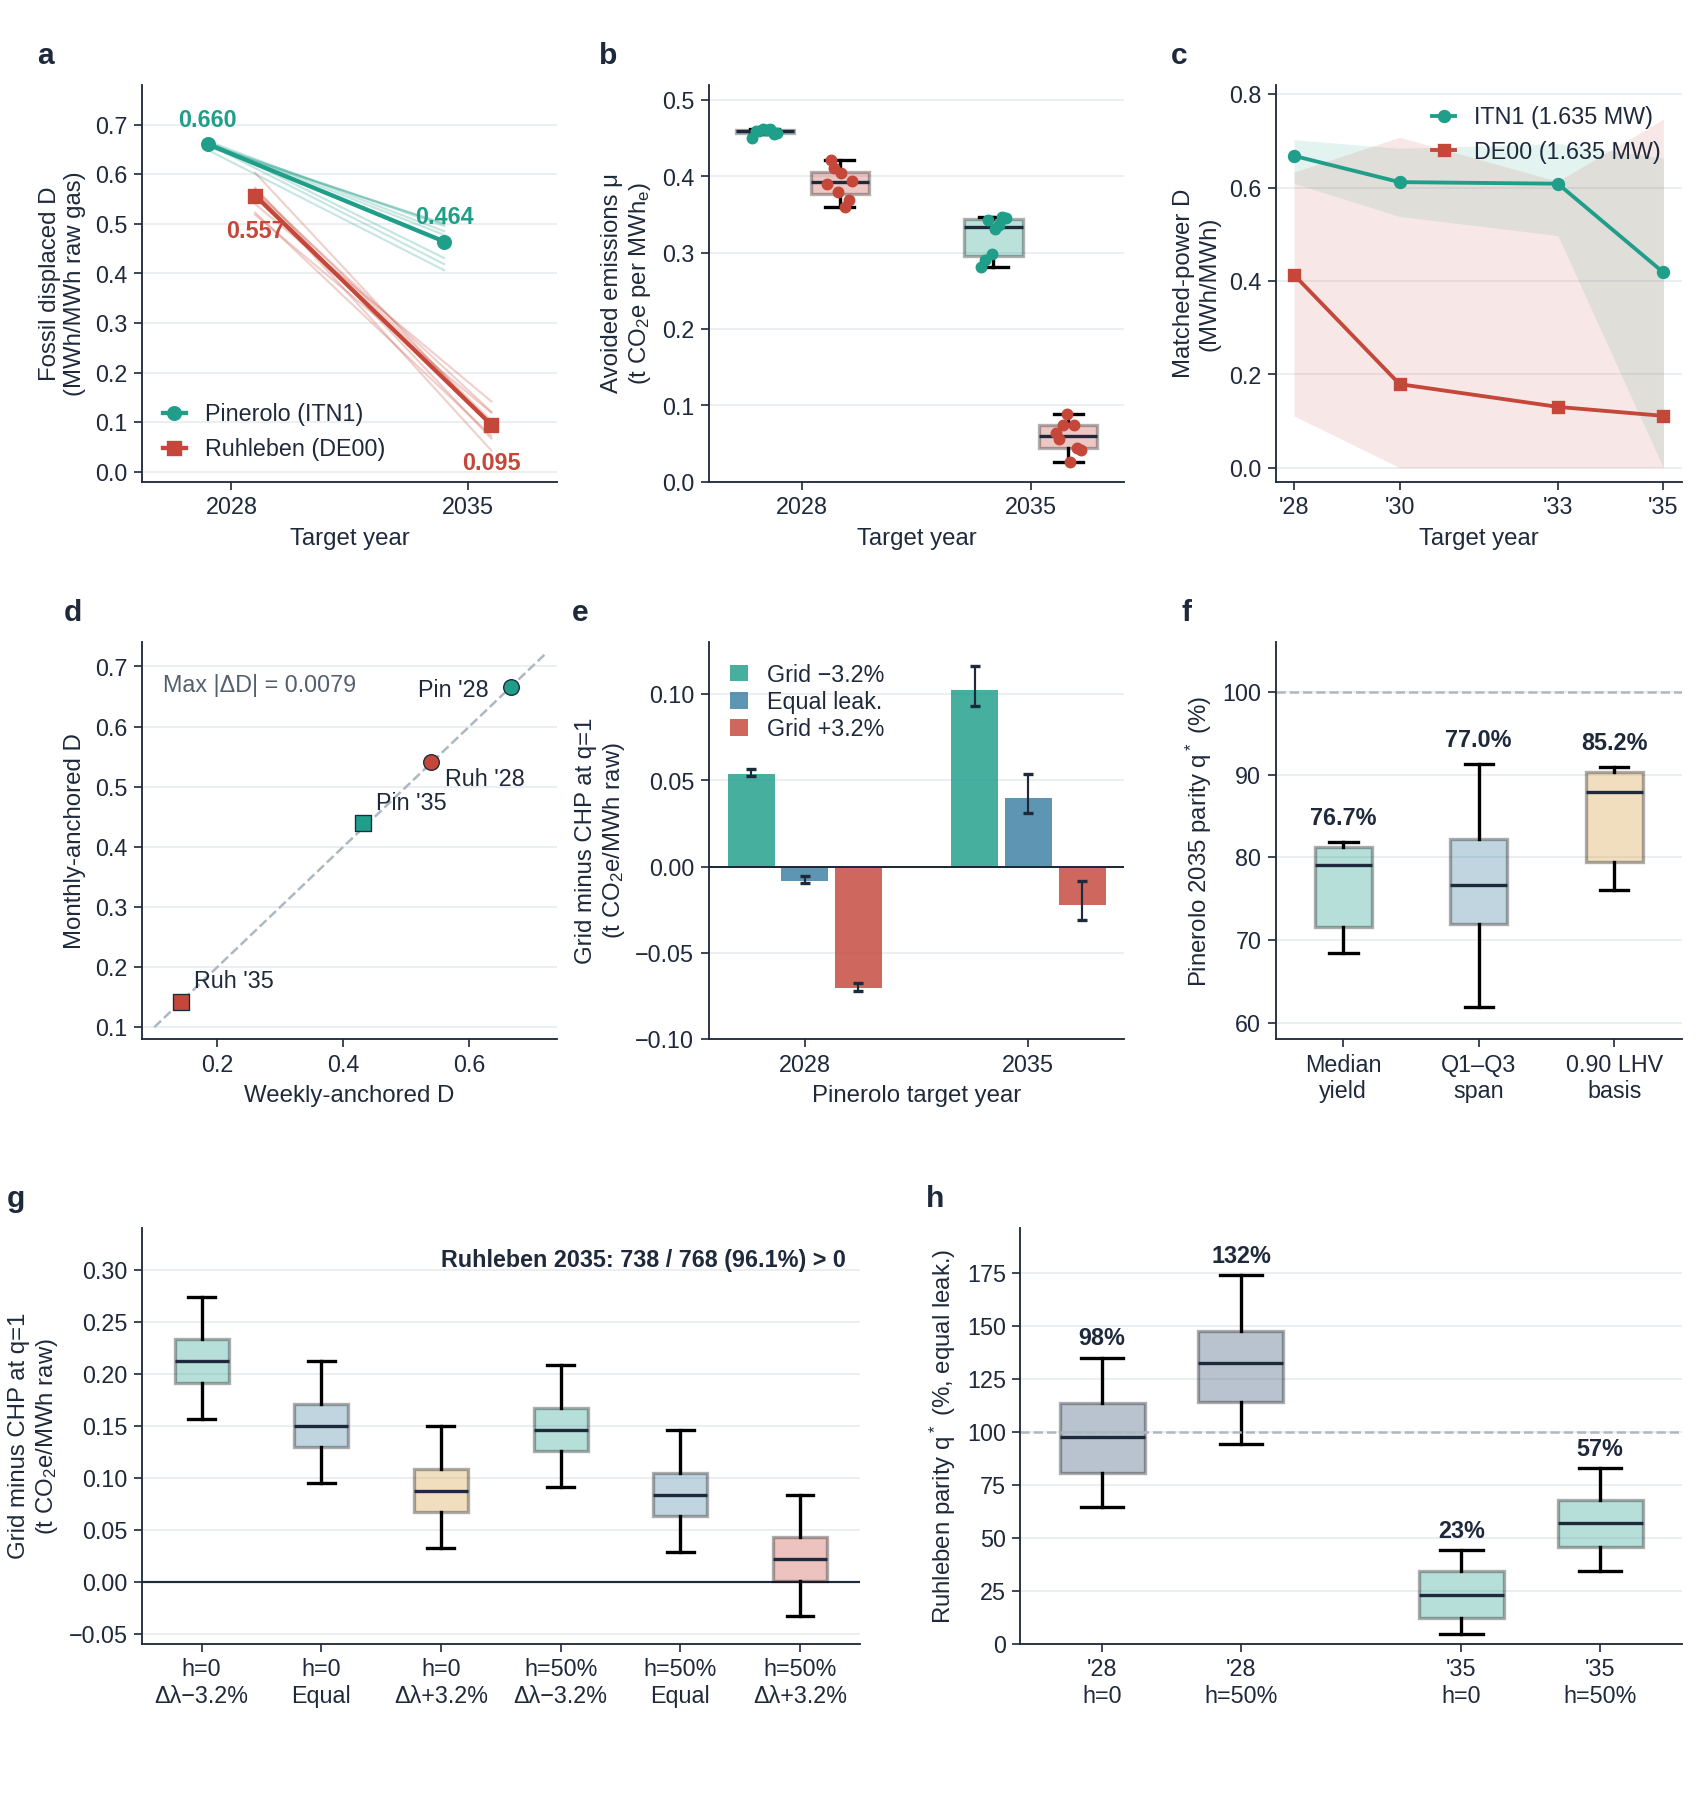 a
0.660
0.557
0.464
0.095
0.7
0.6
0.5
0.4
0.3
0.2
0.1
0.0
Fossil displaced D
(MWh/MWh raw gas)
Pinerolo (ITN1)
Ruhleben (DE00)
2028
2035
Target year
b
0.5
0.4
0.3
0.2
0.1
0.0
Avoided emissions μ
(t CO₂e per MWhₑ)
2028
2035
Target year
c
0.8
0.6
0.4
0.2
0.0
Matched-power D
(MWh/MWh)
ITN1 (1.635 MW)
DE00 (1.635 MW)
'28
'30
'33
'35
Target year
d
Max |ΔD| = 0.0079
Pin '28
Ruh '28
Pin '35
Ruh '35
0.7
0.6
0.5
0.4
0.3
0.2
0.1
Monthly-anchored D
0.2
0.4
0.6
Weekly-anchored D
e
Grid −3.2%
Equal leak.
Grid +3.2%
0.10
0.05
0.00
−0.05
−0.10
Grid minus CHP at q=1
(t CO₂e/MWh raw)
2028
2035
Pinerolo target year
f
100
90
80
70
60
Pinerolo 2035 parity q* (%)
76.7%
77.0%
85.2%
Median
yield
Q1–Q3
span
0.90 LHV
basis
g
Ruhleben 2035: 738 / 768 (96.1%) > 0
0.30
0.25
0.20
0.15
0.10
0.05
0.00
−0.05
Grid minus CHP at q=1
(t CO₂e/MWh raw)
h=0
Δλ−3.2%
h=0
Equal
h=0
Δλ+3.2%
h=50%
Δλ−3.2%
h=50%
Equal
h=50%
Δλ+3.2%
h
175
150
125
100
75
50
25
0
Ruhleben parity q* (%, equal leak.)
98%
132%
23%
57%
'28
h=0
'28
h=50%
'35
h=0
'35
h=50%